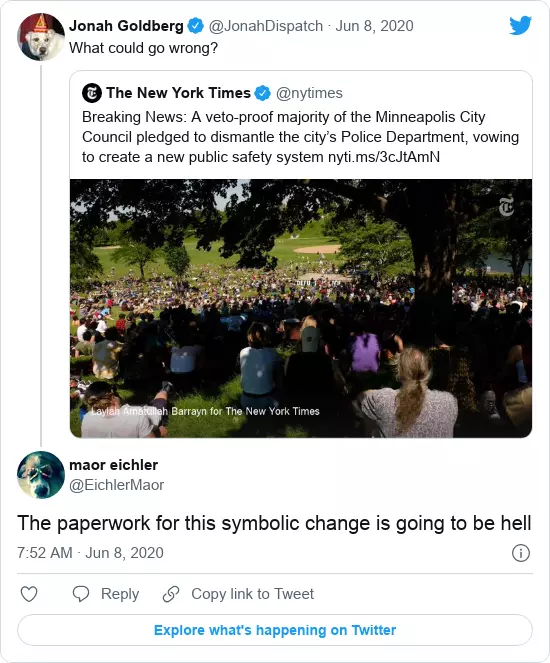 Jonah Goldberg @JonahDispatch · Jun 8, 2020
What could go wrong?
The New York Times @nytimes
Breaking News: A veto-proof majority of the Minneapolis City
Council pledged to dismantle the city’s Police Department, vowing
to create a new public safety system nyti.ms/3cJtAmN
Laylah Amatullah Barrayn for The New York Times
maor eichler
@EichlerMaor
The paperwork for this symbolic change is going to be hell
7:52 AM · Jun 8, 2020
Reply Copy link to Tweet
Explore what's happening on Twitter